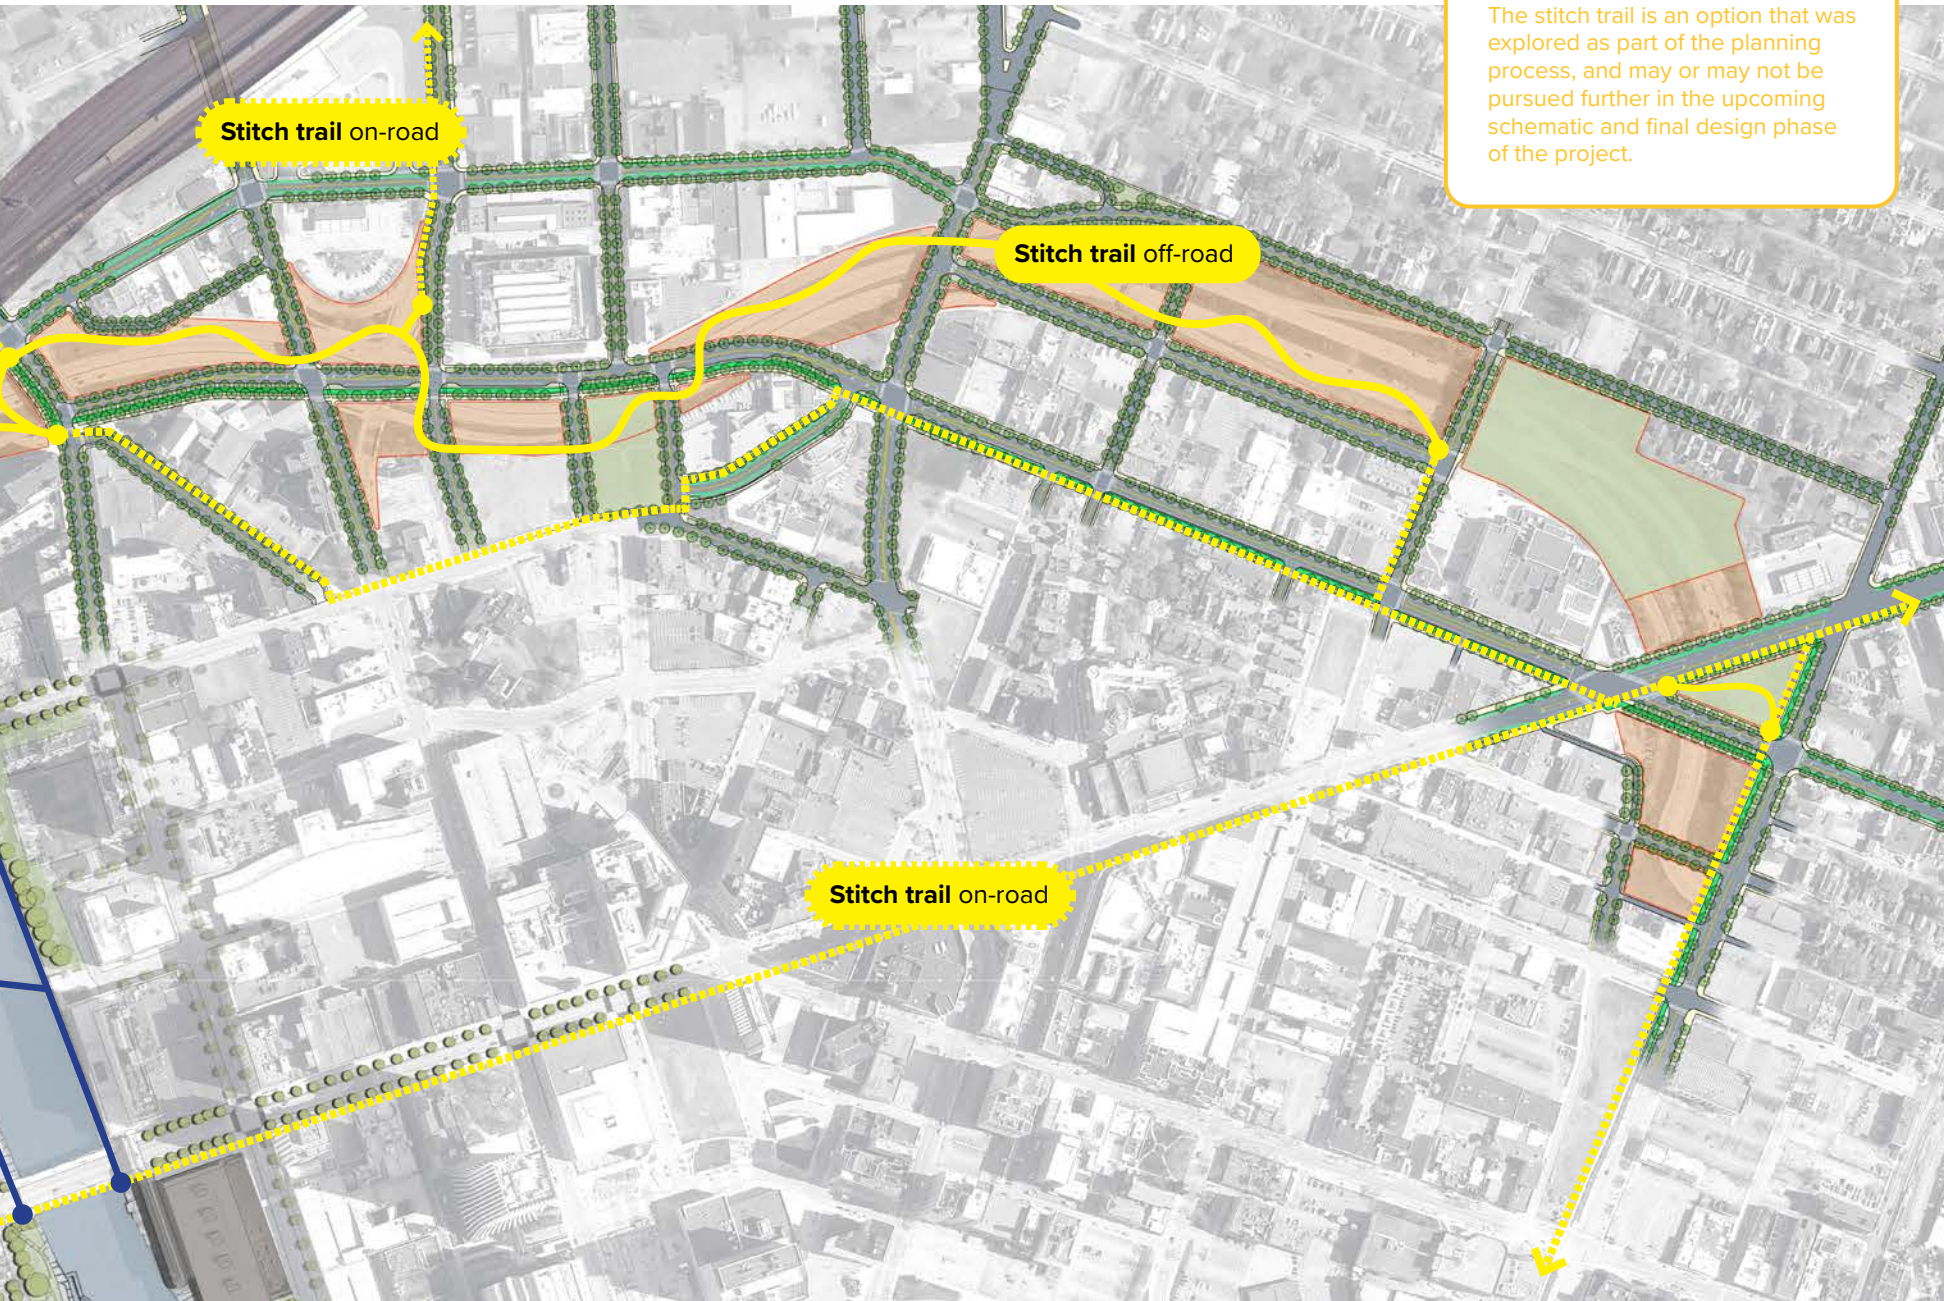 The stitch trail is an option that was
explored as part of the planning
process, and may or may not be
pursued further in the upcoming
schematic and final design phase
of the project.
Stitch trail on-road
Stitch trail off-road
Stitch trail on-road